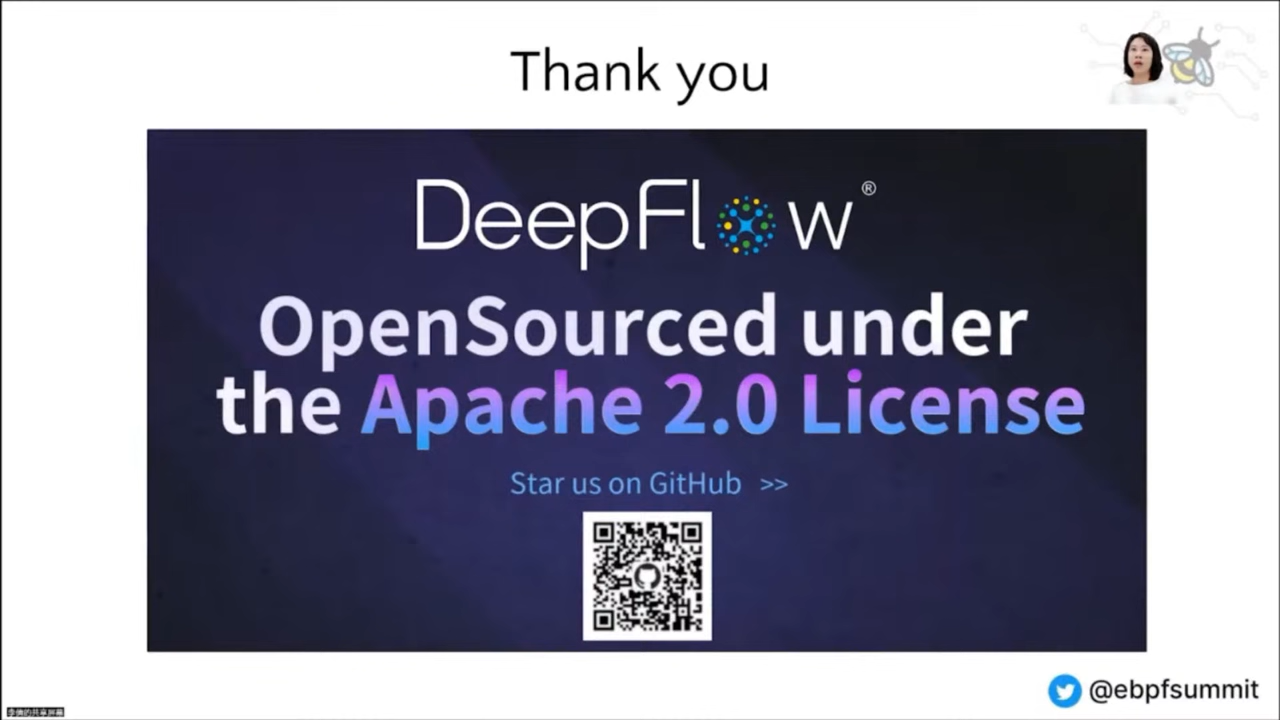 Thank you
DeepFlow®
OpenSourced under
the Apache 2.0 License
Star us on GitHub >>
@ebpfsummit